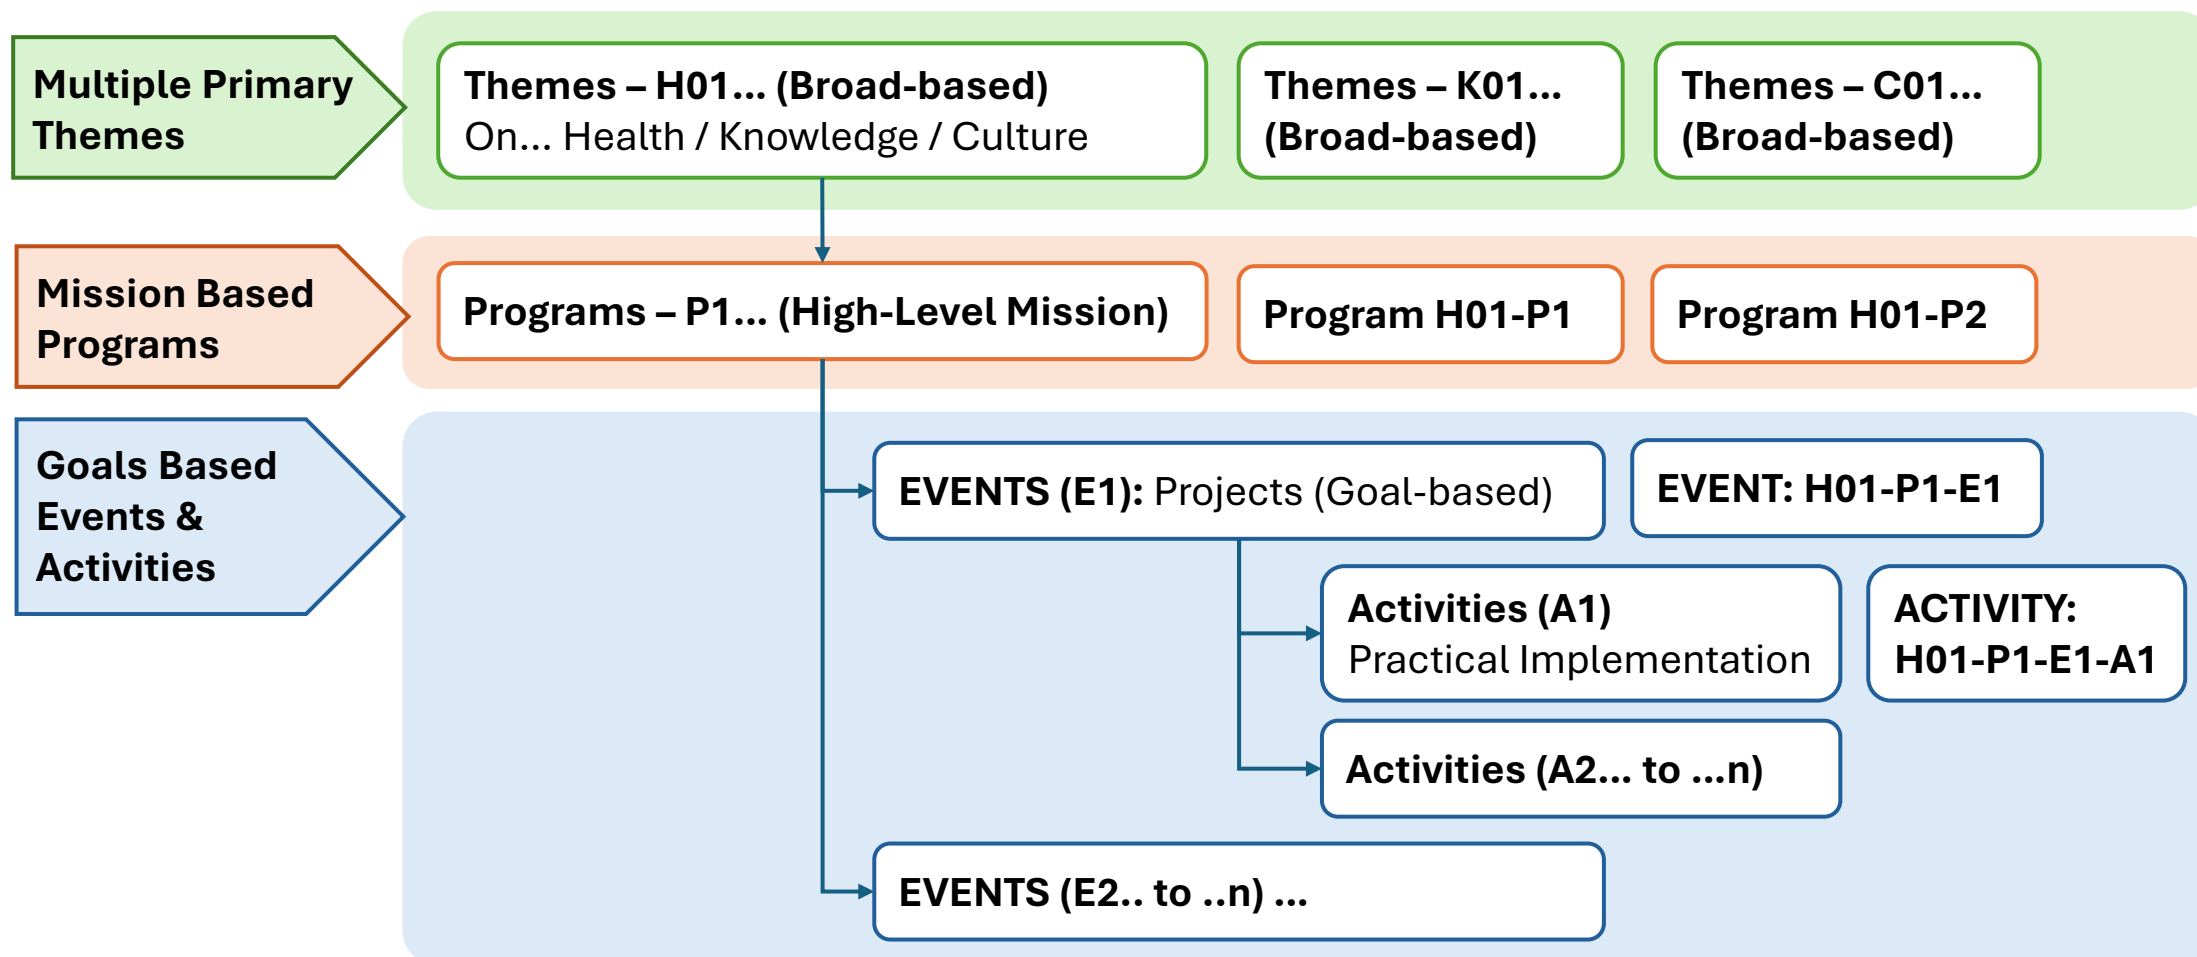 Multiple Primary
Themes
Themes – H01... (Broad-based)
On... Health / Knowledge / Culture
Themes – K01...
(Broad-based)
Themes – C01...
(Broad-based)
Mission Based
Programs
Programs – P1... (High-Level Mission)
Program H01-P1
Program H01-P2
Goals Based
Events &
Activities
EVENTS (E1): Projects (Goal-based)
EVENT: H01-P1-E1
Activities (A1)
Practical Implementation
ACTIVITY:
H01-P1-E1-A1
Activities (A2... to ...n)
EVENTS (E2.. to ..n) ...